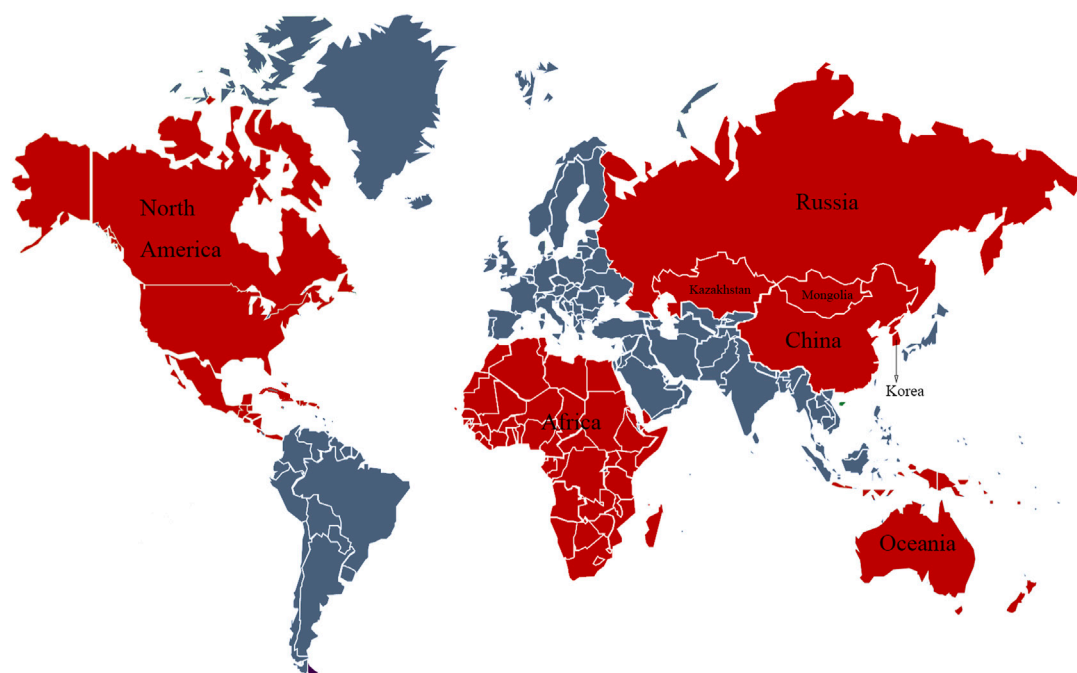 North
America
Russia
Kazakhstan
Mongolia
China
Korea
Africa
Oceania